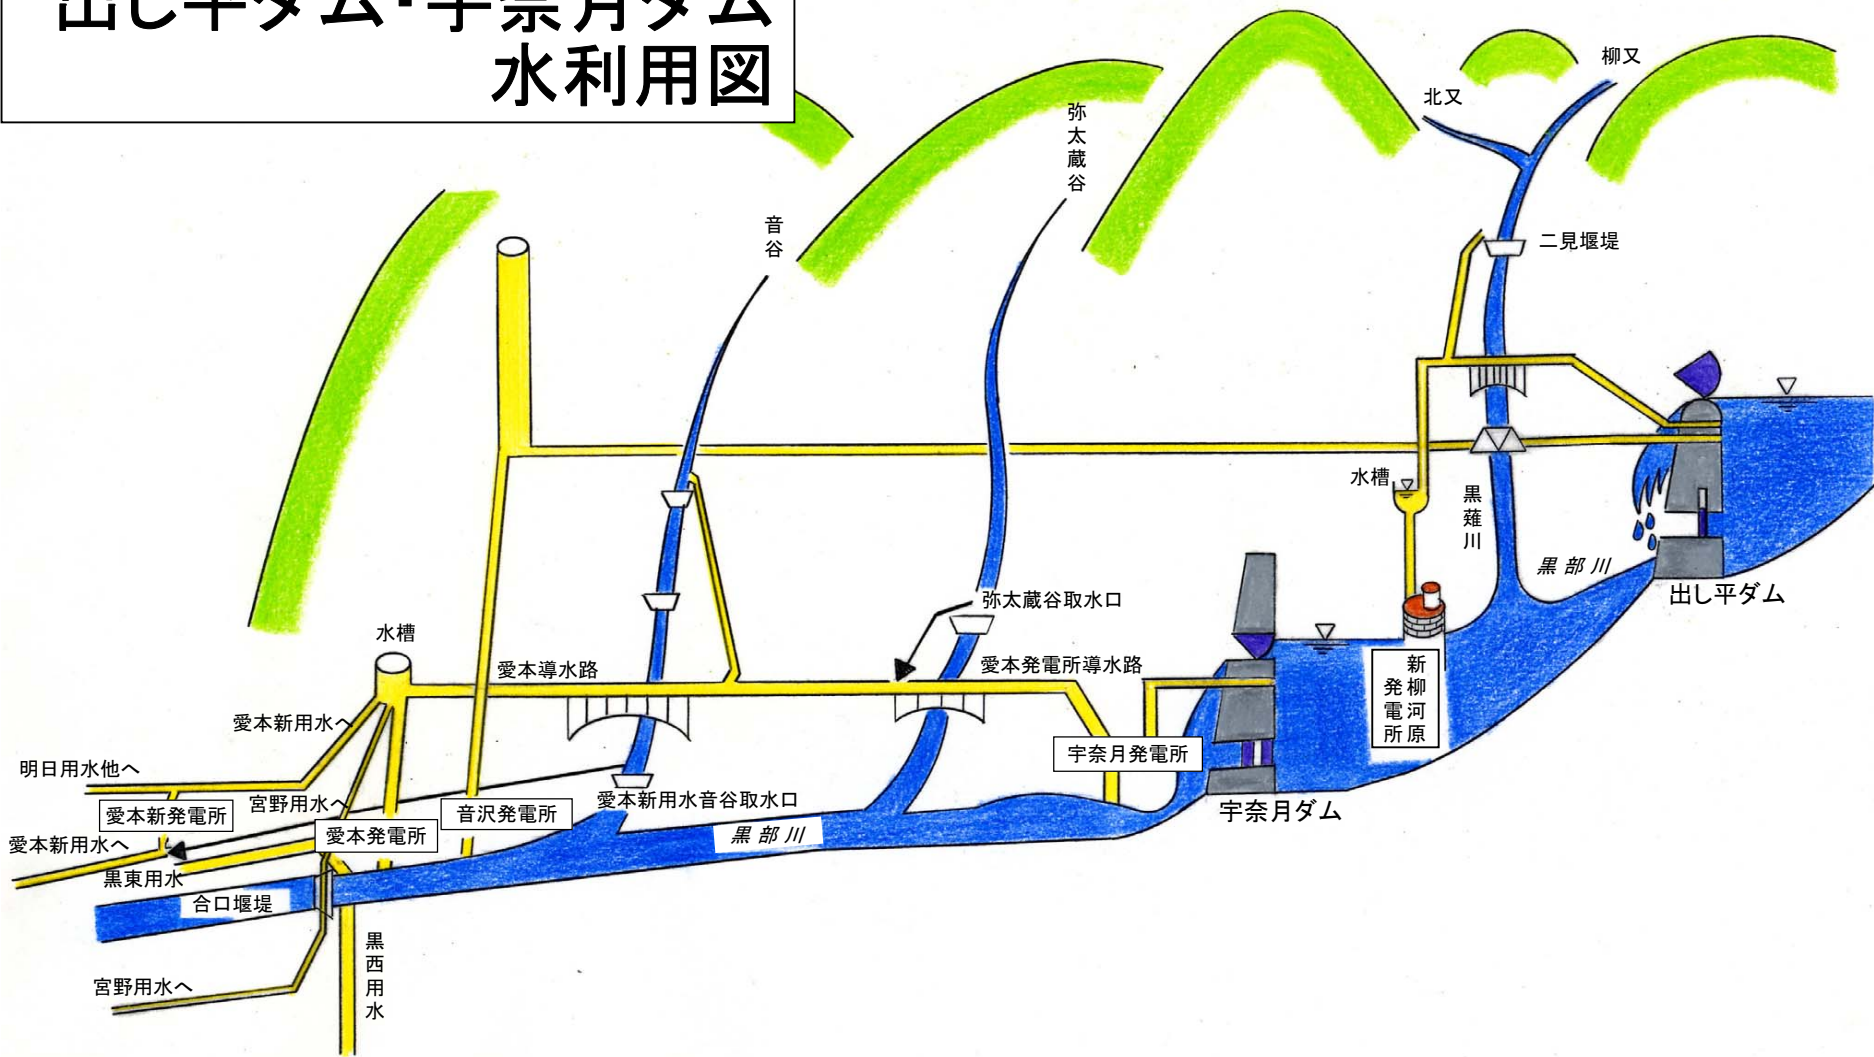 出し平ダム・宇奈月ダム
水利用図
柳又
北又
弥太蔵谷
音谷
二見堰堤
水槽
黒薙川
黒部川
出し平ダム
弥太蔵谷取水口
水槽
愛本導水路
愛本発電所導水路
新柳河原
発電所
愛本新用水へ
宇奈月発電所
明日用水他へ
宮野用水へ
愛本新用水音谷取水口
愛本新発電所
音沢発電所
宇奈月ダム
愛本発電所
黒部川
愛本新用水へ
黒東用水
合口堰堤
黒西用水
宮野用水へ